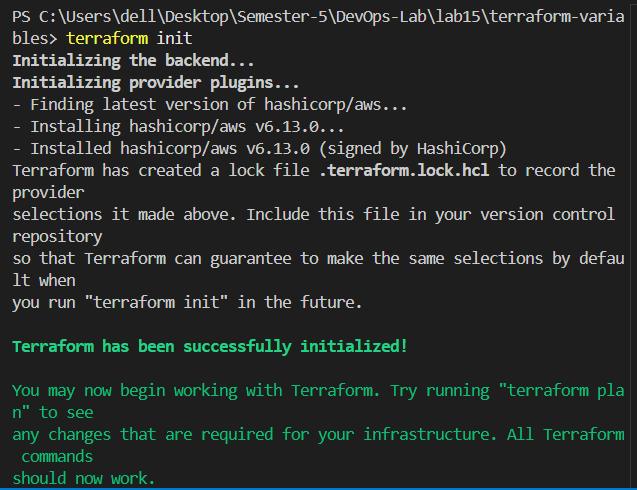 PS C:\Users\dell\Desktop\Semester-5\DevOps-Lab\lab15\terraform-varia
bles> terraform init
Initializing the backend...
Initializing provider plugins...
- Finding latest version of hashicorp/aws...
- Installing hashicorp/aws v6.13.0...
- Installed hashicorp/aws v6.13.0 (signed by HashiCorp)
Terraform has created a lock file .terraform.lock.hcl to record the
provider
selections it made above. Include this file in your version control
repository
so that Terraform can guarantee to make the same selections by defau
lt when
you run "terraform init" in the future.

Terraform has been successfully initialized!

You may now begin working with Terraform. Try running "terraform pla
n" to see
any changes that are required for your infrastructure. All Terraform
 commands
should now work.